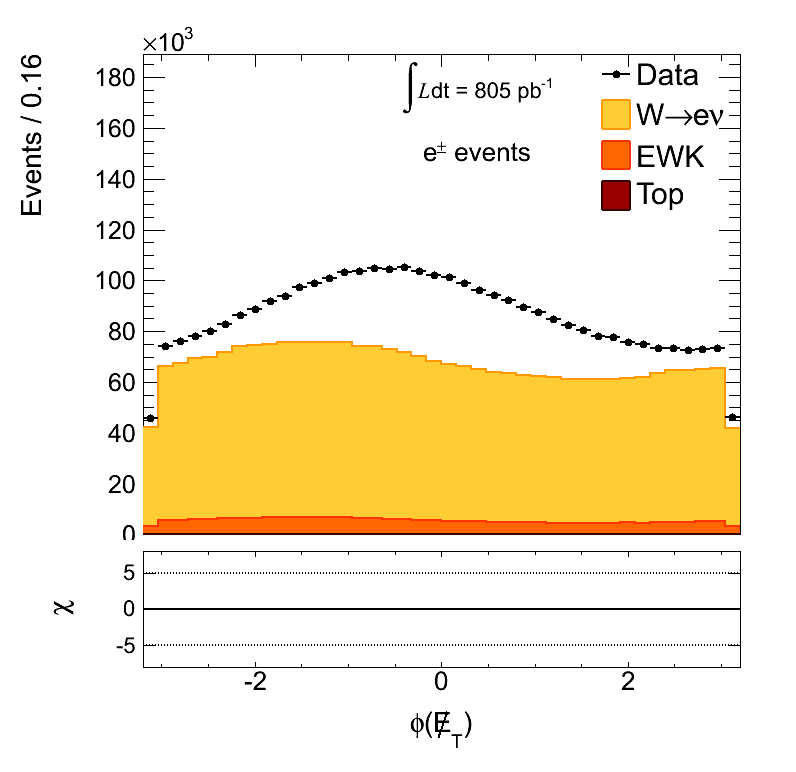 ×10³
Events / 0.16
180
160
140
120
100
80
60
40
20
0
∫Ldt = 805 pb⁻¹
e± events
Data
W→eν
EWK
Top
χ
5
0
-5
-2 0 2
ϕ(E̸_T)